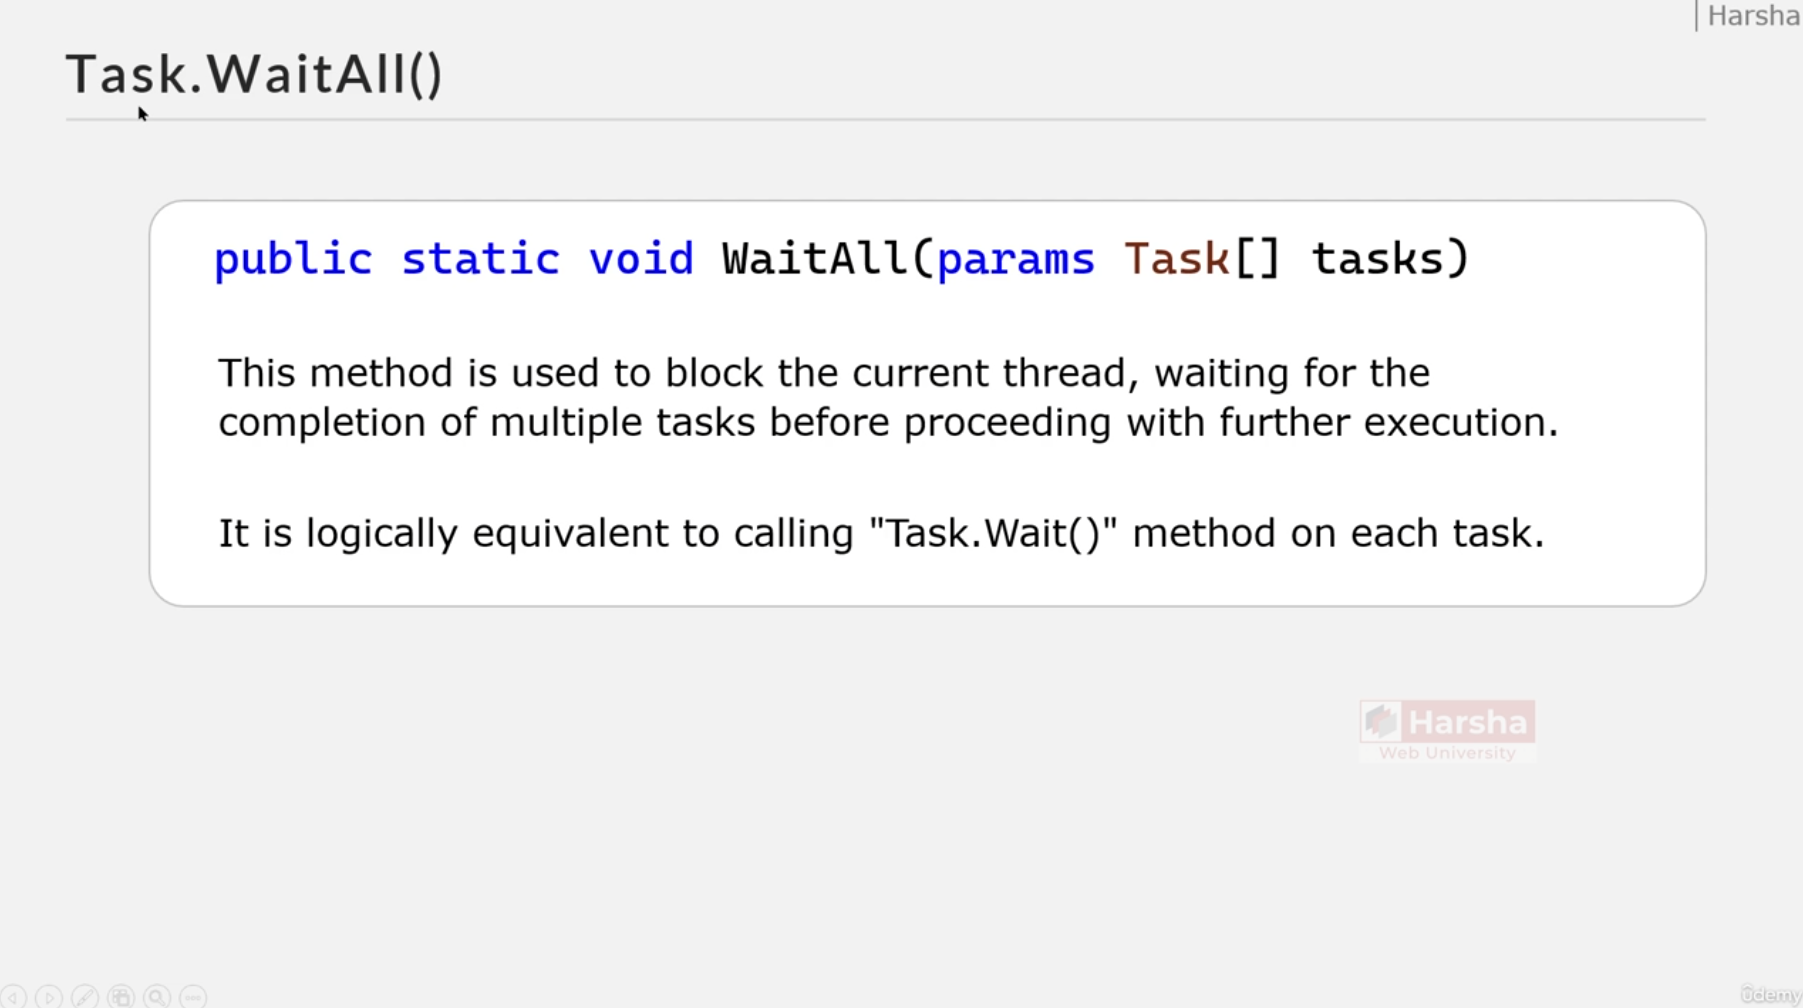 Harsha
Task.WaitAll()
public static void WaitAll(params Task[] tasks)
This method is used to block the current thread, waiting for the
completion of multiple tasks before proceeding with further execution.
It is logically equivalent to calling "Task.Wait()" method on each task.
Harsha
Web University
ûdemy